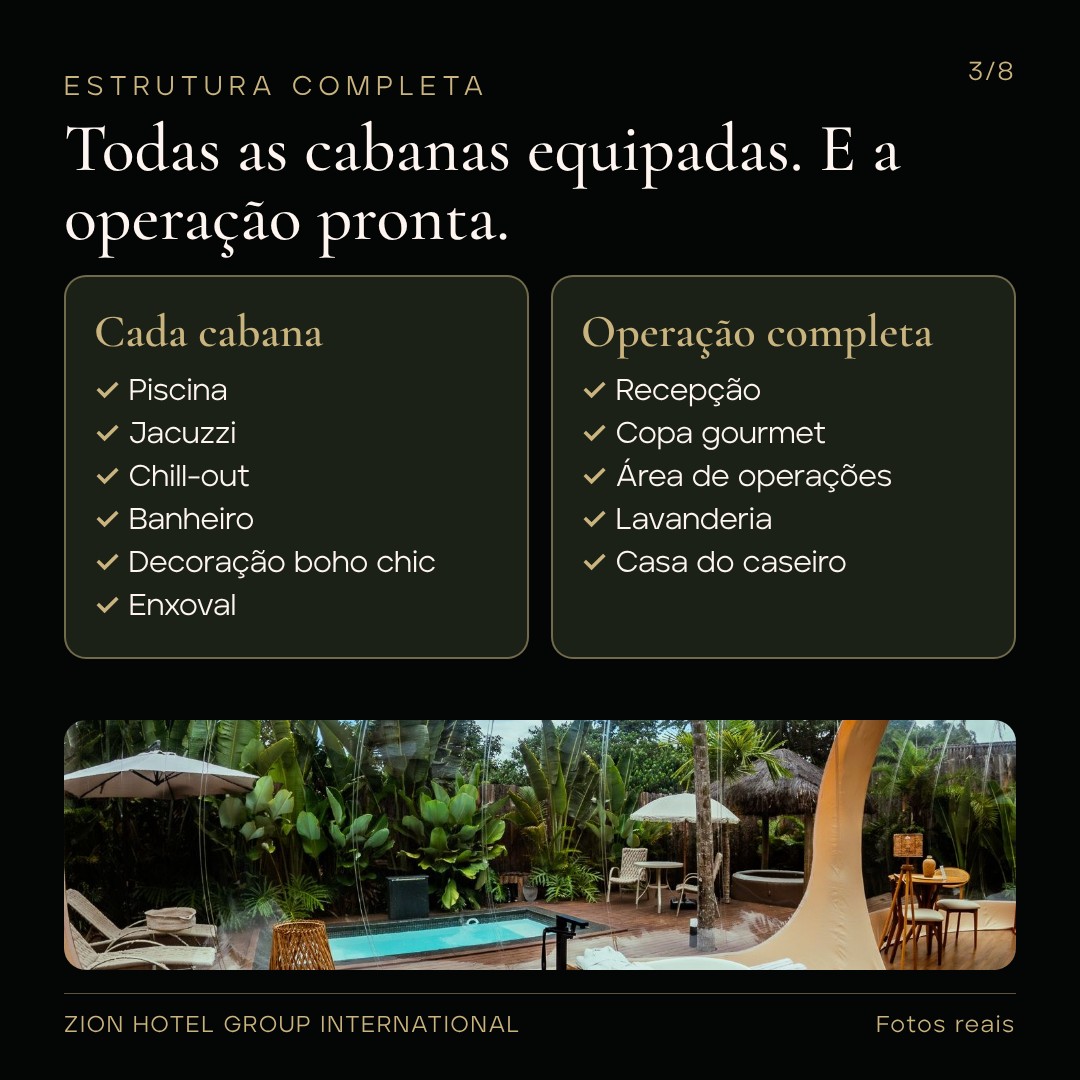 ESTRUTURA COMPLETA
3/8
Todas as cabanas equipadas. E a
operação pronta.
Cada cabana
✓ Piscina
✓ Jacuzzi
✓ Chill-out
✓ Banheiro
✓ Decoração boho chic
✓ Enxoval
Operação completa
✓ Recepção
✓ Copa gourmet
✓ Área de operações
✓ Lavanderia
✓ Casa do caseiro
ZION HOTEL GROUP INTERNATIONAL
Fotos reais